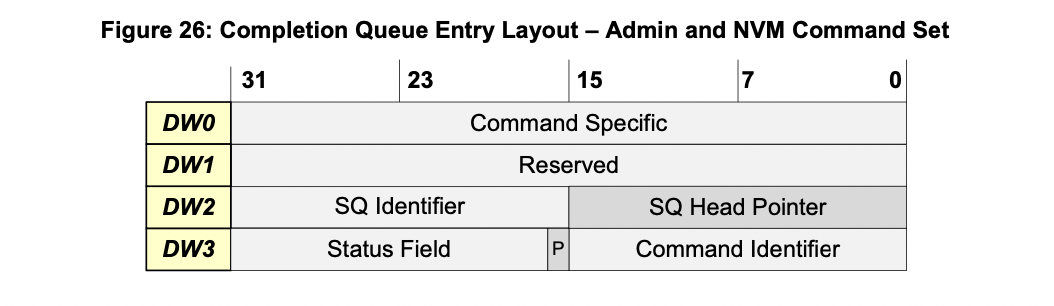 Figure 26: Completion Queue Entry Layout – Admin and NVM Command Set
31 23 15 7 0
DW0 Command Specific
DW1 Reserved
DW2 SQ Identifier SQ Head Pointer
DW3 Status Field P Command Identifier